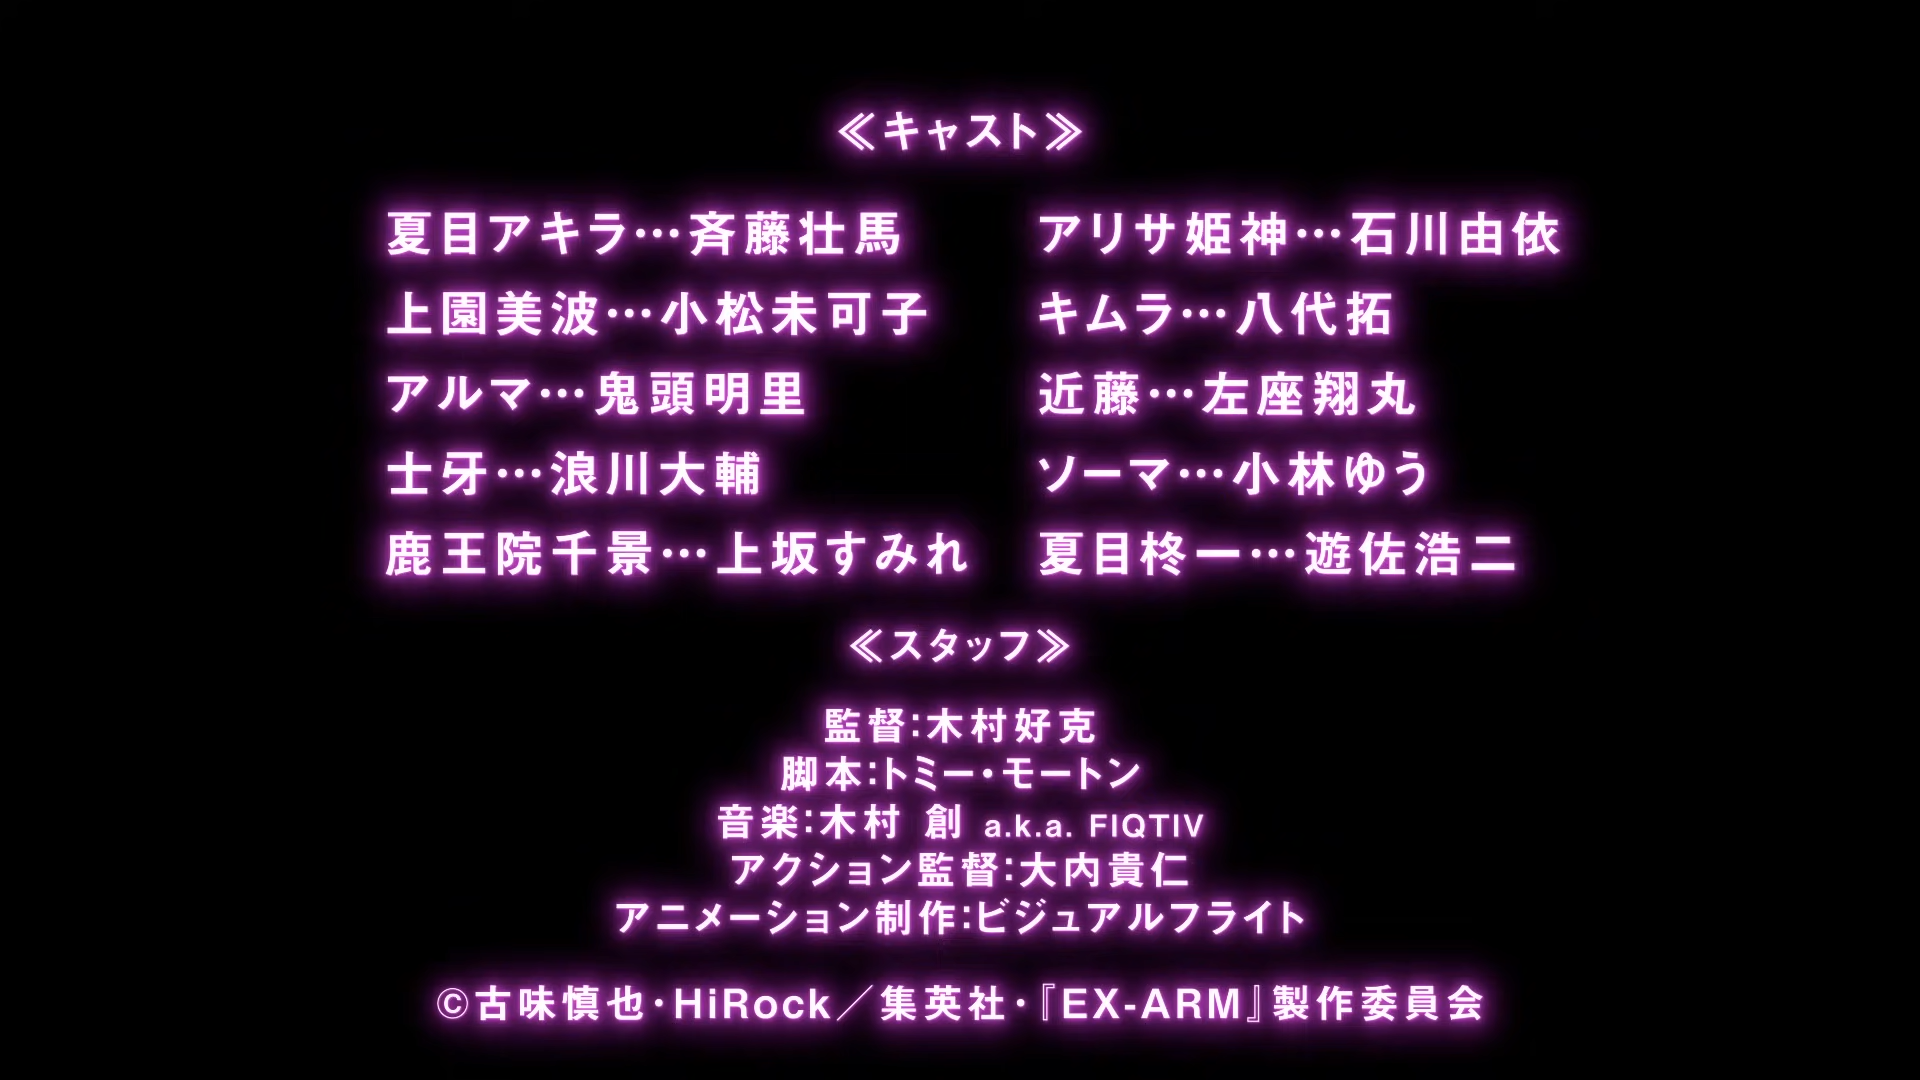 ≪キャスト≫
夏目アキラ…斉藤壮馬
アリサ姫神…石川由依
上園美波…小松未可子
キムラ…八代拓
アルマ…鬼頭明里
近藤…左座翔丸
士牙…浪川大輔
ソーマ…小林ゆう
鹿王院千景…上坂すみれ
夏目柊一…遊佐浩二
≪スタッフ≫
監督:木村好克
脚本:トミー・モートン
音楽:木村 創 a.k.a. FIQTIV
アクション監督:大内貴仁
アニメーション制作:ビジュアルフライト
©古味慎也・HiRock／集英社・『EX-ARM』製作委員会